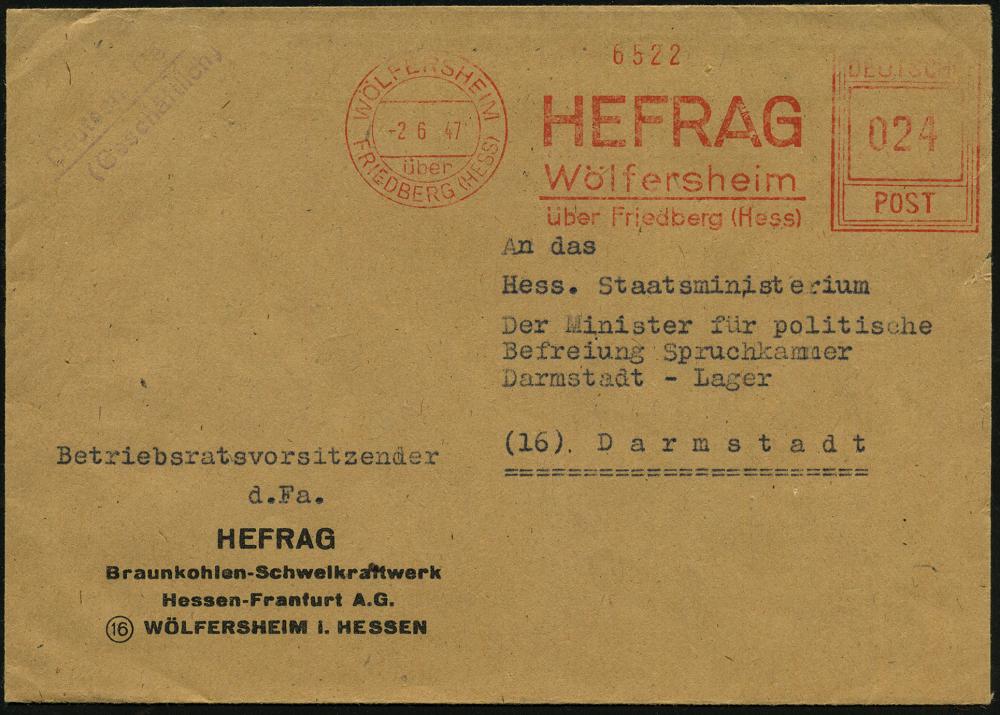 (Geschäftlich)
WÖLFERSHEIM
-2 6 47
über
FRIEDBERG (HESS)
6522
HEFRAG
Wölfersheim
über Friedberg (Hess)
DEUTSCHE
024
POST
An das
Hess. Staatsministerium
Der Minister für politische
Befreiung Spruchkammer
Darmstadt - Lager
(16) D a r m s t a d t
Betriebsratsvorsitzender
d.Fa.
HEFRAG
Braunkohlen-Schwelkraftwerk
Hessen-Franfurt A.G.
16 WÖLFERSHEIM i. HESSEN